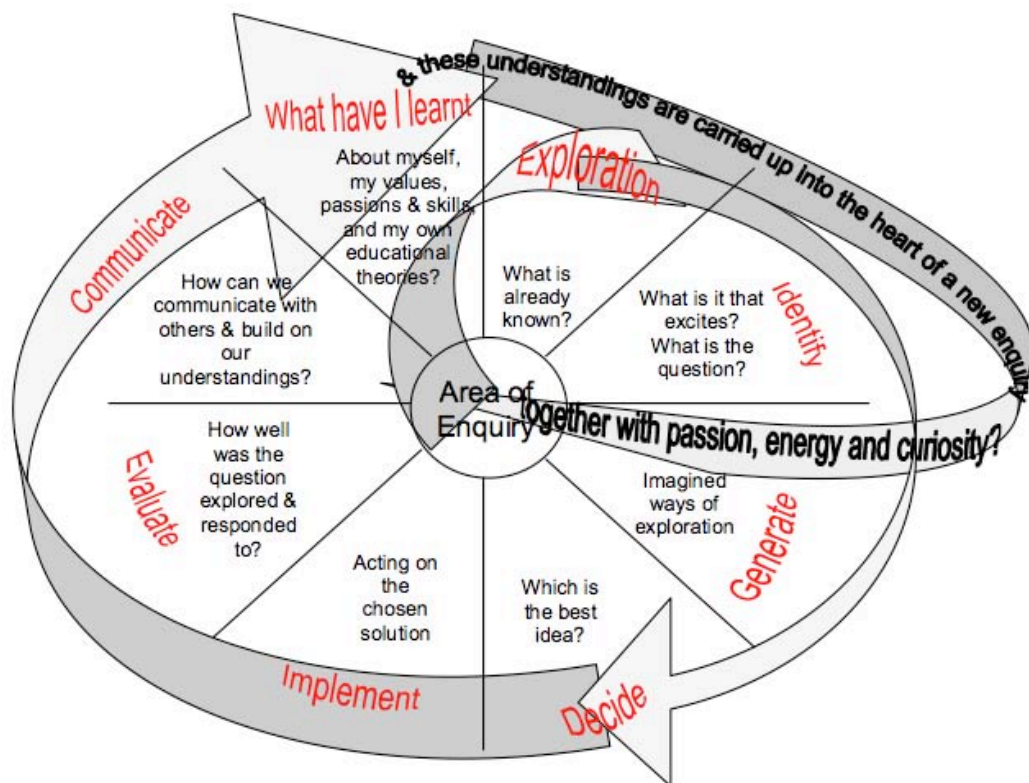 & these understandings are carried up into the heart of a new enquiry,
together with passion, energy and curiosity?
What have I learnt
About myself,
my values,
passions & skills,
and my own
educational
theories?
Exploration
What is
already
known?
Identify
What is it that
excites?
What is the
question?
Generate
Imagined
ways of
exploration
Decide
Which is
the best
idea?
Implement
Acting on
the
chosen
solution
Evaluate
How well
was the
question
explored &
responded
to?
Communicate
How can we
communicate with
others & build on
our
understandings?
Area of
Enquiry